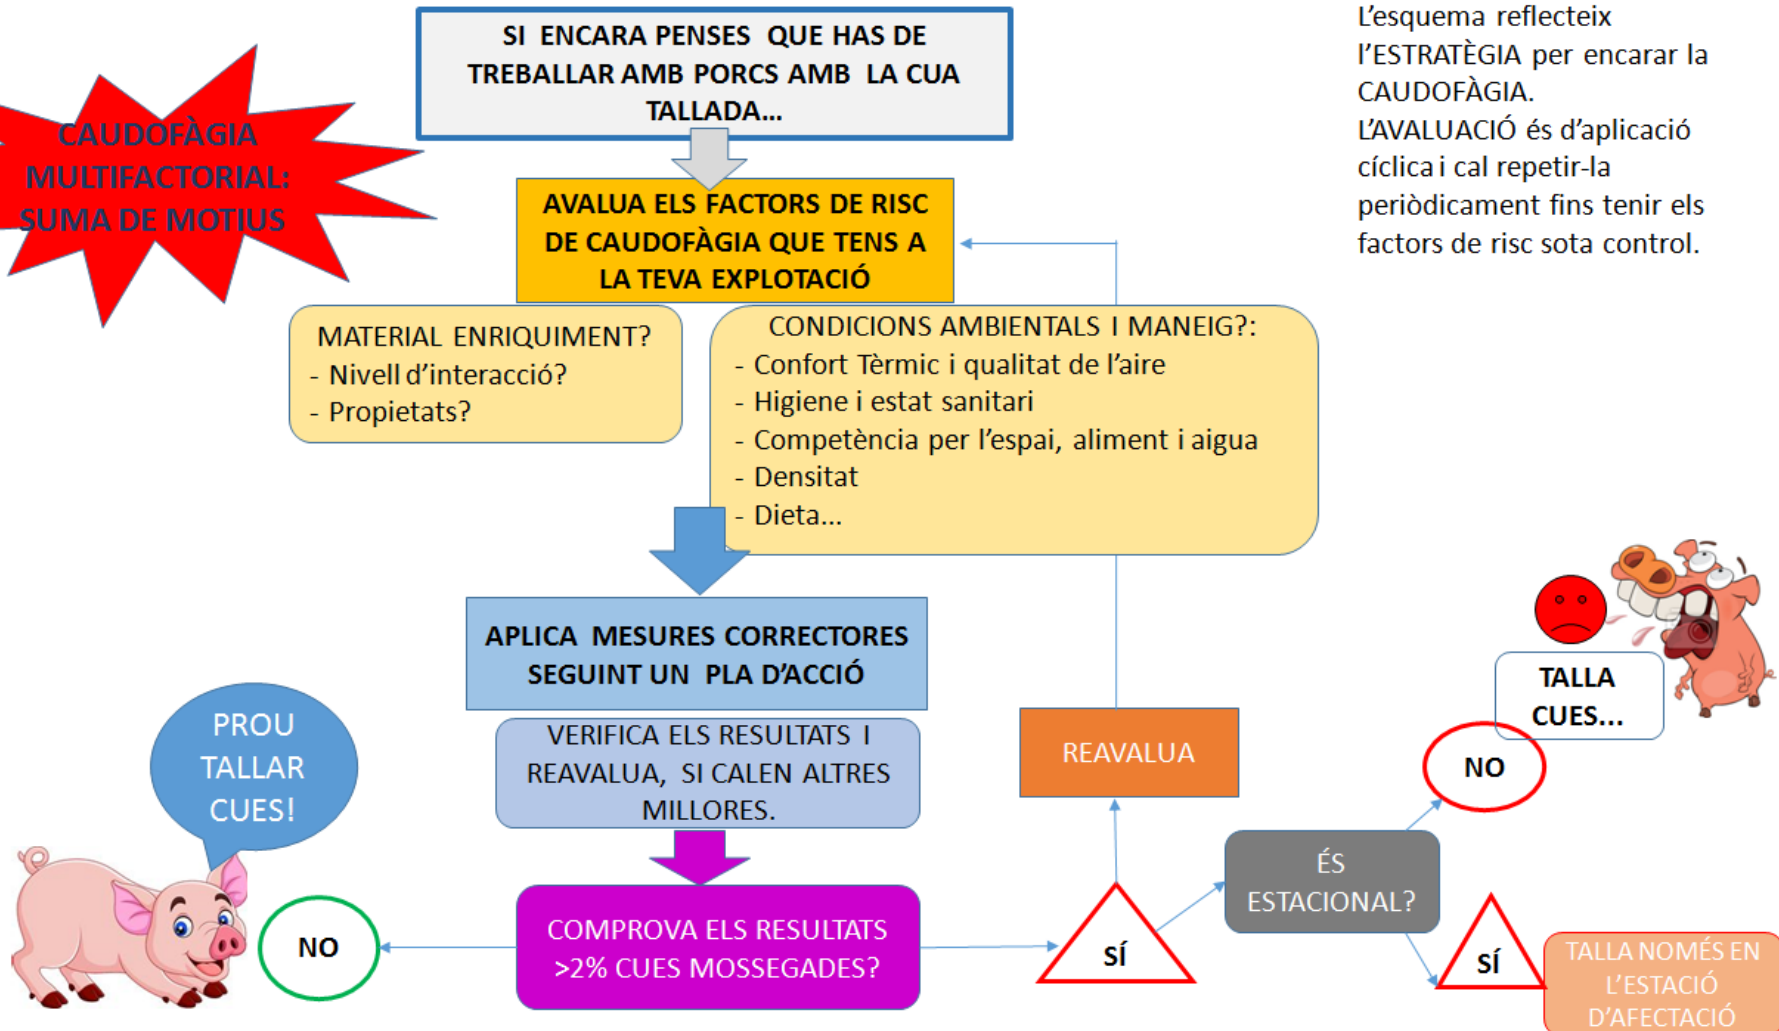 SI ENCARA PENSES QUE HAS DE
TREBALLAR AMB PORCS AMB LA CUA
TALLADA...
L'esquema reflecteix
l'ESTRATÈGIA per encarar la
CAUDOFÀGIA.
L'AVALUACIÓ és d'aplicació
cíclica i cal repetir-la
periòdicament fins tenir els
factors de risc sota control.
CAUDOFÀGIA
MULTIFACTORIAL:
SUMA DE MOTIUS
AVALUA ELS FACTORS DE RISC
DE CAUDOFÀGIA QUE TENS A
LA TEVA EXPLOTACIÓ
MATERIAL ENRIQUIMENT?
- Nivell d'interacció?
- Propietats?
CONDICIONS AMBIENTALS I MANEIG?:
- Confort Tèrmic i qualitat de l'aire
- Higiene i estat sanitari
- Competència per l'espai, aliment i aigua
- Densitat
- Dieta...
APLICA MESURES CORRECTORES
SEGUINT UN PLA D'ACCIÓ
VERIFICA ELS RESULTATS I
REAVALUA, SI CALEN ALTRES
MILLORES.
PROU
TALLAR
CUES!
NO
COMPROVA ELS RESULTATS
>2% CUES MOSSEGADES?
SÍ
REAVALUA
ÉS
ESTACIONAL?
TALLA
CUES...
NO
SÍ
TALLA NOMÉS EN
L'ESTACIÓ
D'AFECTACIÓ